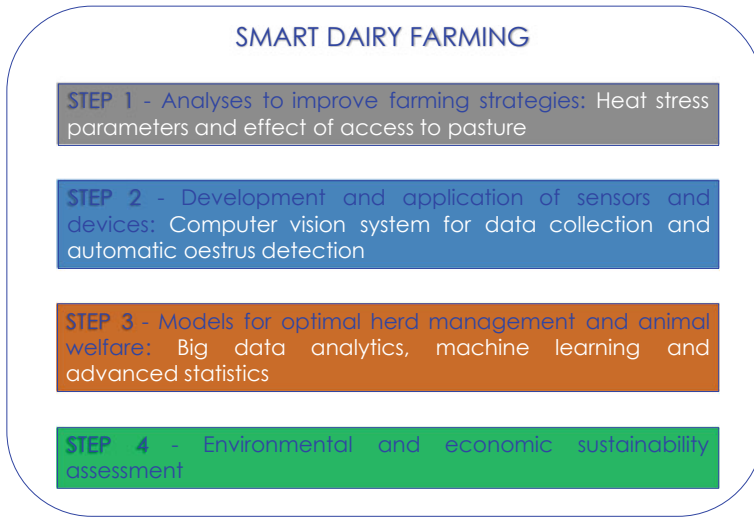 SMART DAIRY FARMING
STEP 1 - Analyses to improve farming strategies: Heat stress
parameters and effect of access to pasture
STEP 2 - Development and application of sensors and
devices: Computer vision system for data collection and
automatic oestrus detection
STEP 3 - Models for optimal herd management and animal
welfare: Big data analytics, machine learning and
advanced statistics
STEP 4 - Environmental and economic sustainability
assessment